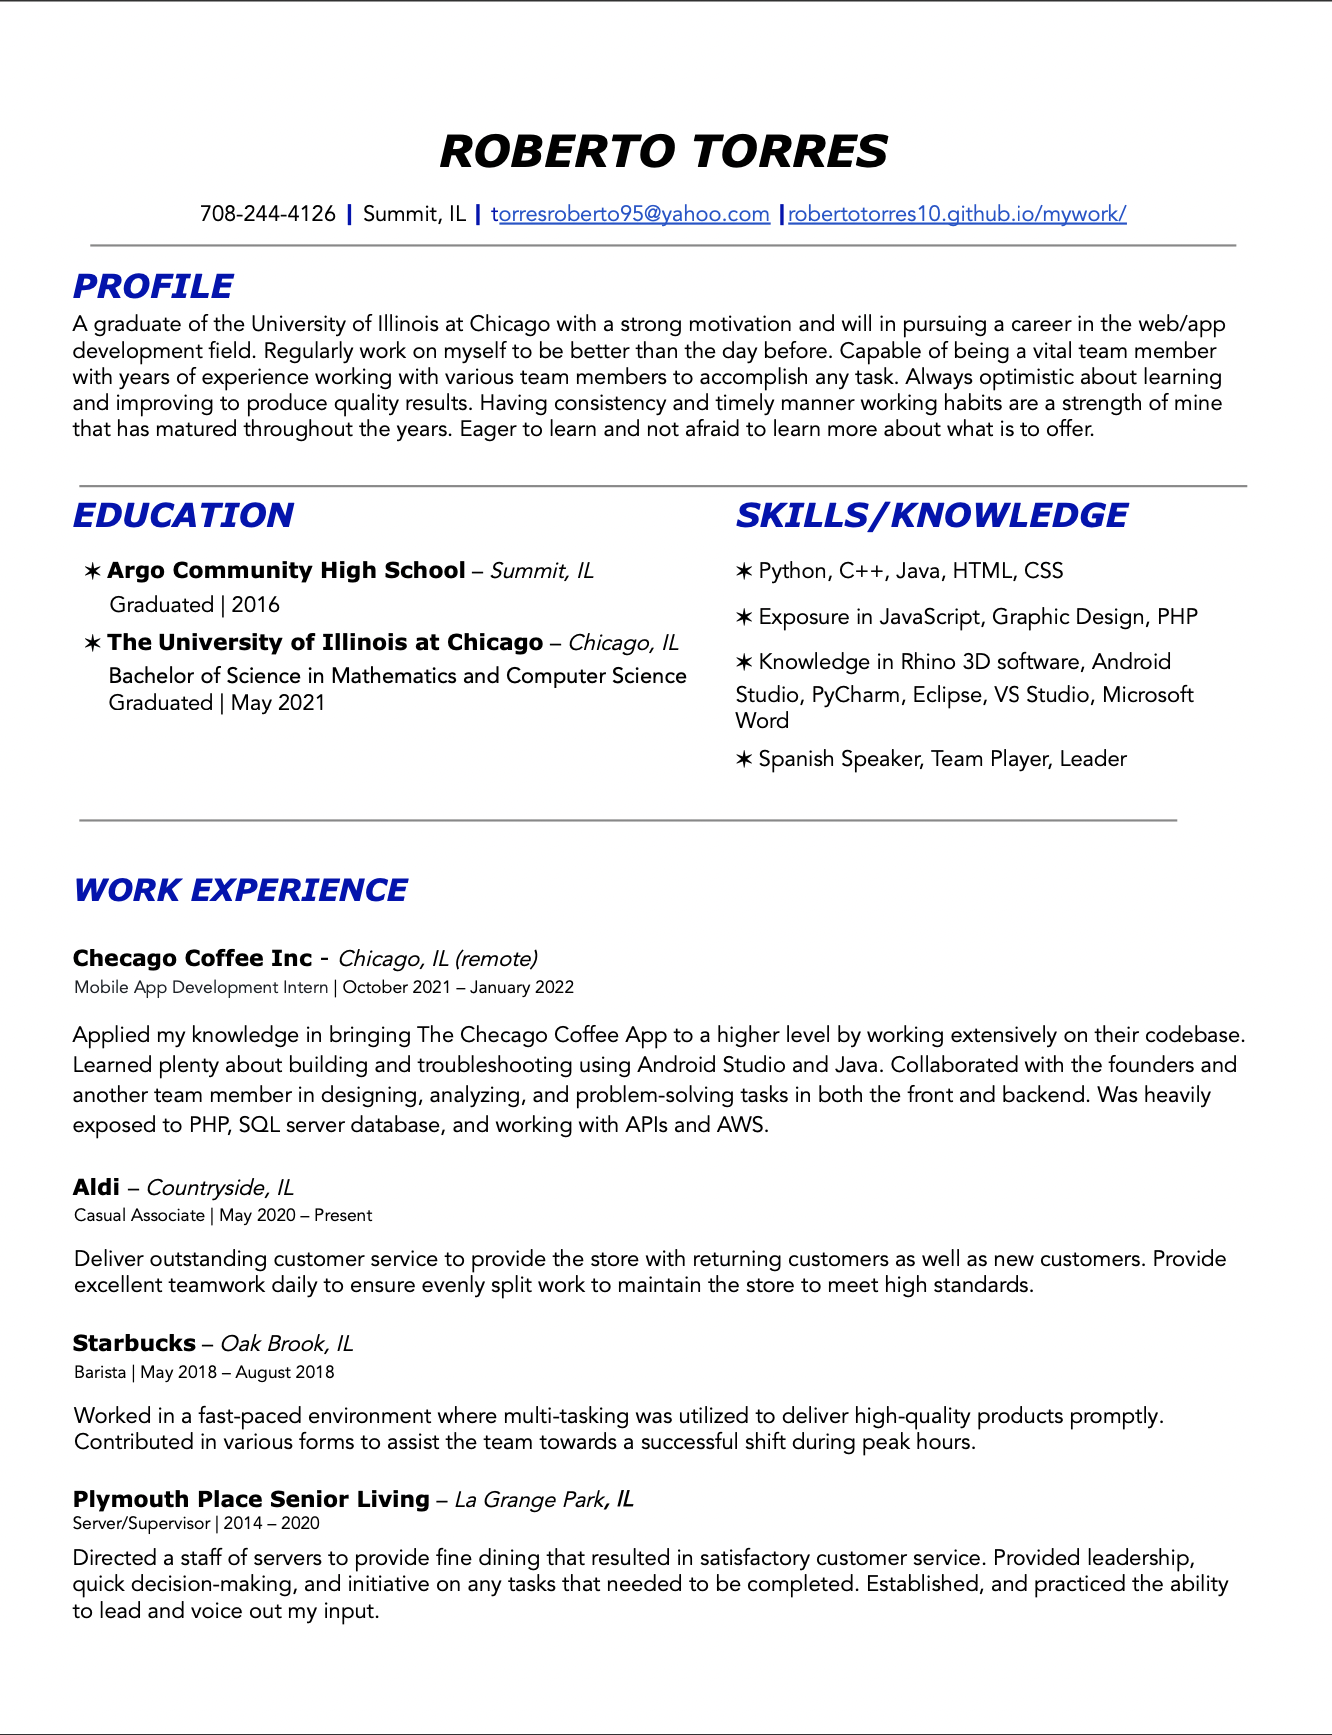 ROBERTO TORRES
708-244-4126 | Summit, IL | torresroberto95@yahoo.com |robertotorres10.github.io/mywork/
PROFILE
A graduate of the University of Illinois at Chicago with a strong motivation and will in pursuing a career in the web/app
development field. Regularly work on myself to be better than the day before. Capable of being a vital team member
with years of experience working with various team members to accomplish any task. Always optimistic about learning
and improving to produce quality results. Having consistency and timely manner working habits are a strength of mine
that has matured throughout the years. Eager to learn and not afraid to learn more about what is to offer.
EDUCATION
✶ Argo Community High School – Summit, IL
Graduated | 2016
✶ The University of Illinois at Chicago – Chicago, IL
Bachelor of Science in Mathematics and Computer Science
Graduated | May 2021
SKILLS/KNOWLEDGE
✶ Python, C++, Java, HTML, CSS
✶ Exposure in JavaScript, Graphic Design, PHP
✶ Knowledge in Rhino 3D software, Android
Studio, PyCharm, Eclipse, VS Studio, Microsoft
Word
✶ Spanish Speaker, Team Player, Leader
WORK EXPERIENCE
Checago Coffee Inc - Chicago, IL (remote)
Mobile App Development Intern | October 2021 – January 2022
Applied my knowledge in bringing The Checago Coffee App to a higher level by working extensively on their codebase.
Learned plenty about building and troubleshooting using Android Studio and Java. Collaborated with the founders and
another team member in designing, analyzing, and problem-solving tasks in both the front and backend. Was heavily
exposed to PHP, SQL server database, and working with APIs and AWS.
Aldi – Countryside, IL
Casual Associate | May 2020 – Present
Deliver outstanding customer service to provide the store with returning customers as well as new customers. Provide
excellent teamwork daily to ensure evenly split work to maintain the store to meet high standards.
Starbucks – Oak Brook, IL
Barista | May 2018 – August 2018
Worked in a fast-paced environment where multi-tasking was utilized to deliver high-quality products promptly.
Contributed in various forms to assist the team towards a successful shift during peak hours.
Plymouth Place Senior Living – La Grange Park, IL
Server/Supervisor | 2014 – 2020
Directed a staff of servers to provide fine dining that resulted in satisfactory customer service. Provided leadership,
quick decision-making, and initiative on any tasks that needed to be completed. Established, and practiced the ability
to lead and voice out my input.